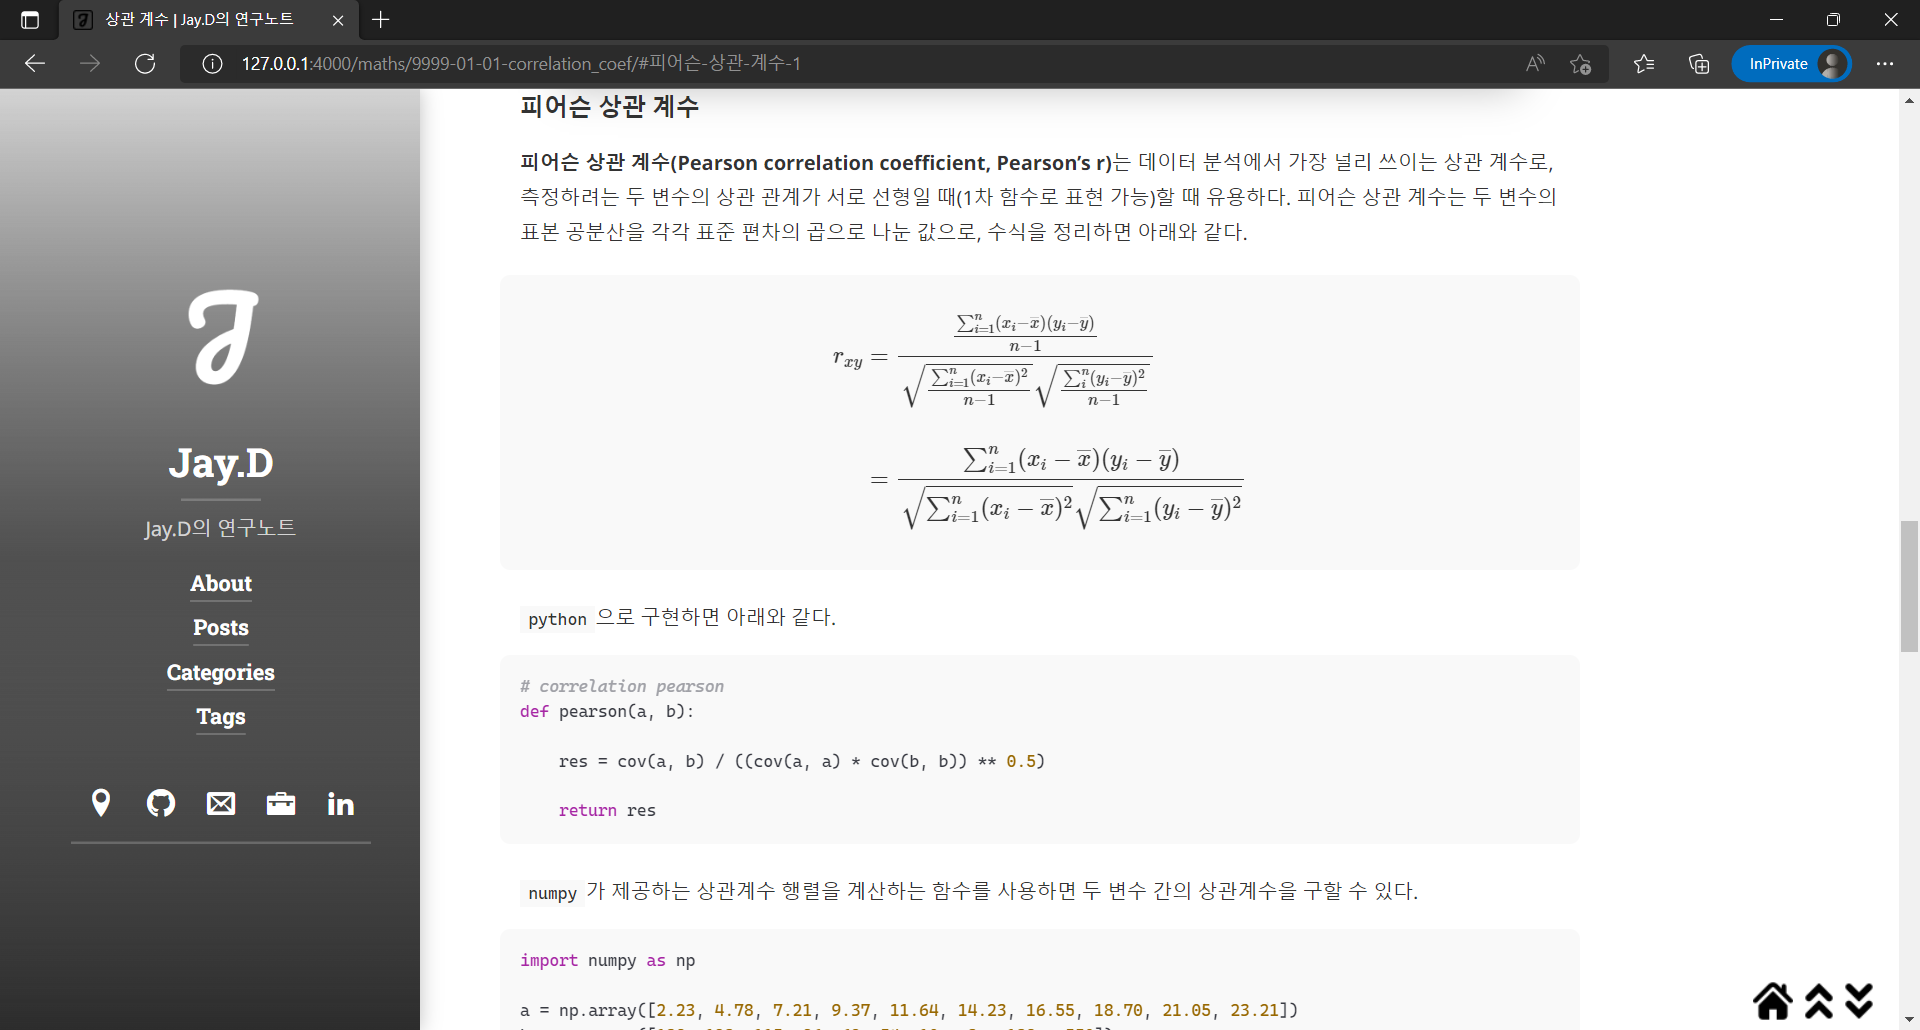 상관 계수 | Jay.D의 연구노트
127.0.0.1:4000/maths/9999-01-01-correlation_coef/#피어슨-상관-계수-1
InPrivate
J
Jay.D
Jay.D의 연구노트
About
Posts
Categories
Tags
피어슨 상관 계수
피어슨 상관 계수(Pearson correlation coefficient, Pearson’s r)는 데이터 분석에서 가장 널리 쓰이는 상관 계수로,
측정하려는 두 변수의 상관 관계가 서로 선형일 때(1차 함수로 표현 가능)할 때 유용하다. 피어슨 상관 계수는 두 변수의
표본 공분산을 각각 표준 편차의 곱으로 나눈 값으로, 수식을 정리하면 아래와 같다.
r_{xy} = \frac{\frac{\sum_{i=1}^{n}(x_i-\overline{x})(y_i-\overline{y})}{n-1}}{\sqrt{\frac{\sum_{i=1}^{n}(x_i-\overline{x})^2}{n-1}}\sqrt{\frac{\sum_{i}^{n}(y_i-\overline{y})^2}{n-1}}}
= \frac{\sum_{i=1}^{n}(x_i-\overline{x})(y_i-\overline{y})}{\sqrt{\sum_{i=1}^{n}(x_i-\overline{x})^2}\sqrt{\sum_{i=1}^{n}(y_i-\overline{y})^2}}
python 으로 구현하면 아래와 같다.
# correlation pearson
def pearson(a, b):
res = cov(a, b) / ((cov(a, a) * cov(b, b)) ** 0.5)
return res
numpy 가 제공하는 상관계수 행렬을 계산하는 함수를 사용하면 두 변수 간의 상관계수을 구할 수 있다.
import numpy as np
a = np.array([2.23, 4.78, 7.21, 9.37, 11.64, 14.23, 16.55, 18.70, 21.05, 23.21])